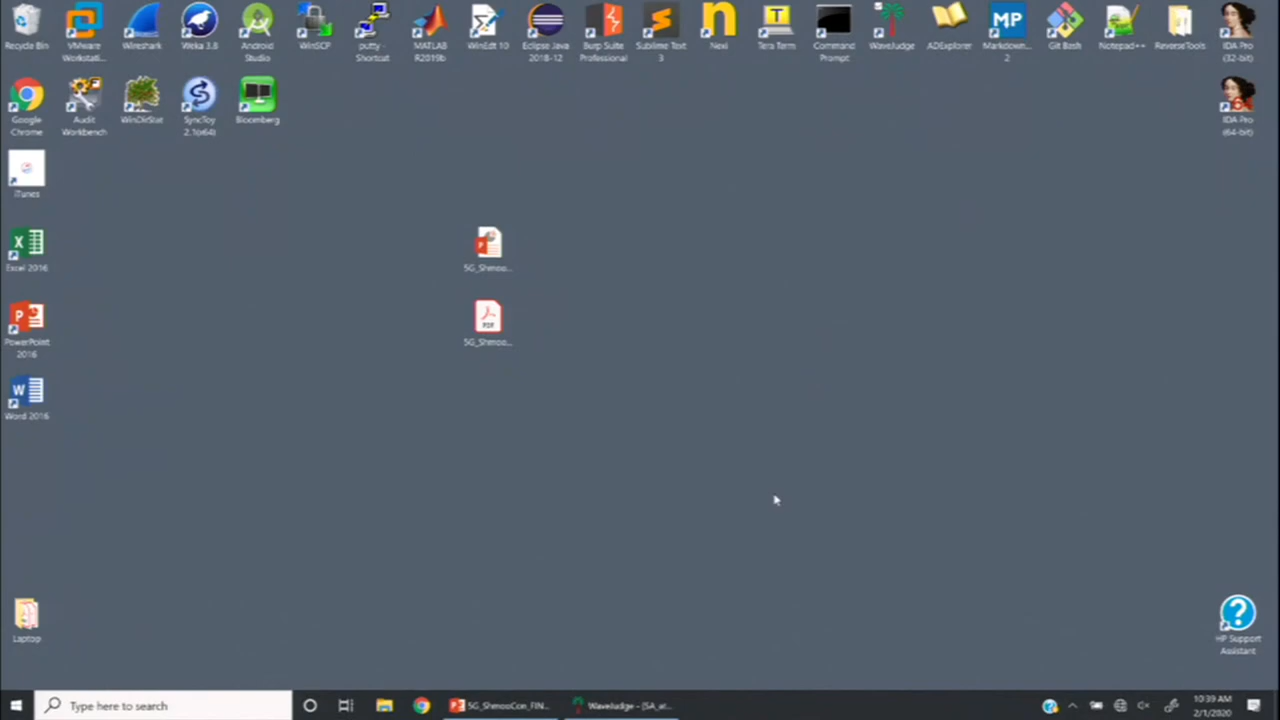 Recycle Bin
VMware
Workstati...
Wireshark
Weka 3.8
Android
Studio
WinSCP
putty -
Shortcut
MATLAB
R2019b
WinEdt 10
Eclipse Java
2018-12
Burp Suite
Professional
Sublime Text
3
n
Nexi
T
Tera Term
Command
Prompt
WaveJudge
ADExplorer
MP
Markdown...
2
Git Bash
Notepad++
ReverseTools
IDA Pro
(32-bit)
Google
Chrome
Audit
Workbench
WinDirStat
SyncToy
2.1(x64)
Bloomberg
64
IDA Pro
(64-bit)
iTunes
X
Excel 2016
5G_Shmoo...
P
PowerPoint
2016
PDF
5G_Shmoo...
W
Word 2016
Laptop
?
HP Support
Assistant
Type here to search
5G_ShmooCon_FIN...
WaveJudge - [SA_at...
10:39 AM
2/1/2020